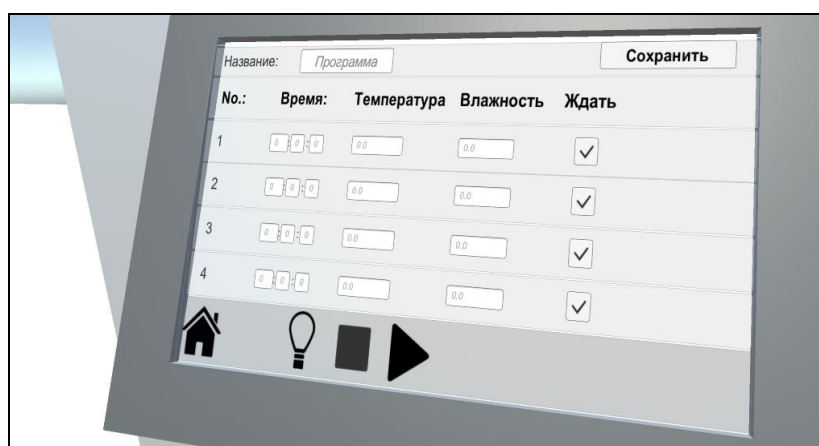 Название: Программа Сохранить
No.: Время: Температура Влажность Ждать
1 0 : 0 : 0 0.0 0.0
2 0 : 0 : 0 0.0 0.0
3 0 : 0 : 0 0.0 0.0
4 0 : 0 : 0 0.0 0.0